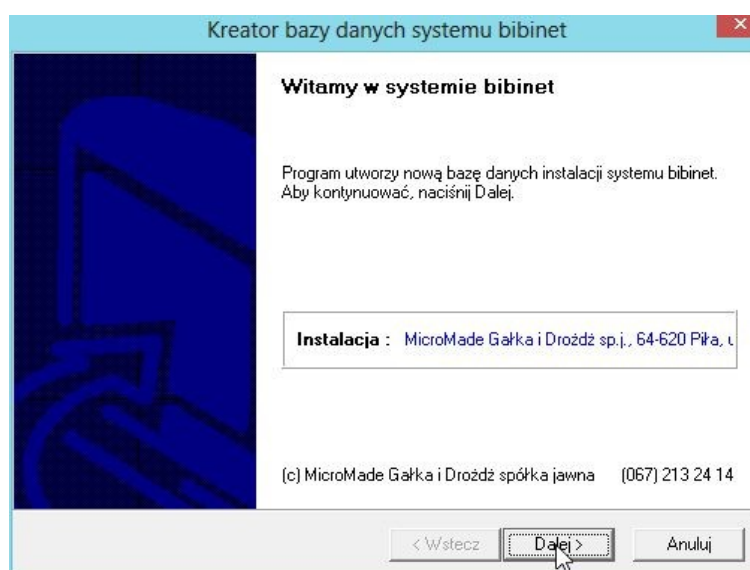 Kreator bazy danych systemu bibinet
Witamy w systemie bibinet
Program utworzy nową bazę danych instalacji systemu bibinet.
Aby kontynuować, naciśnij Dalej.
Instalacja : MicroMade Gałka i Drożdż sp.j., 64-620 Piła, u
(c) MicroMade Gałka i Drożdż spółka jawna (067) 213 24 14
< Wstecz Dalej > Anuluj